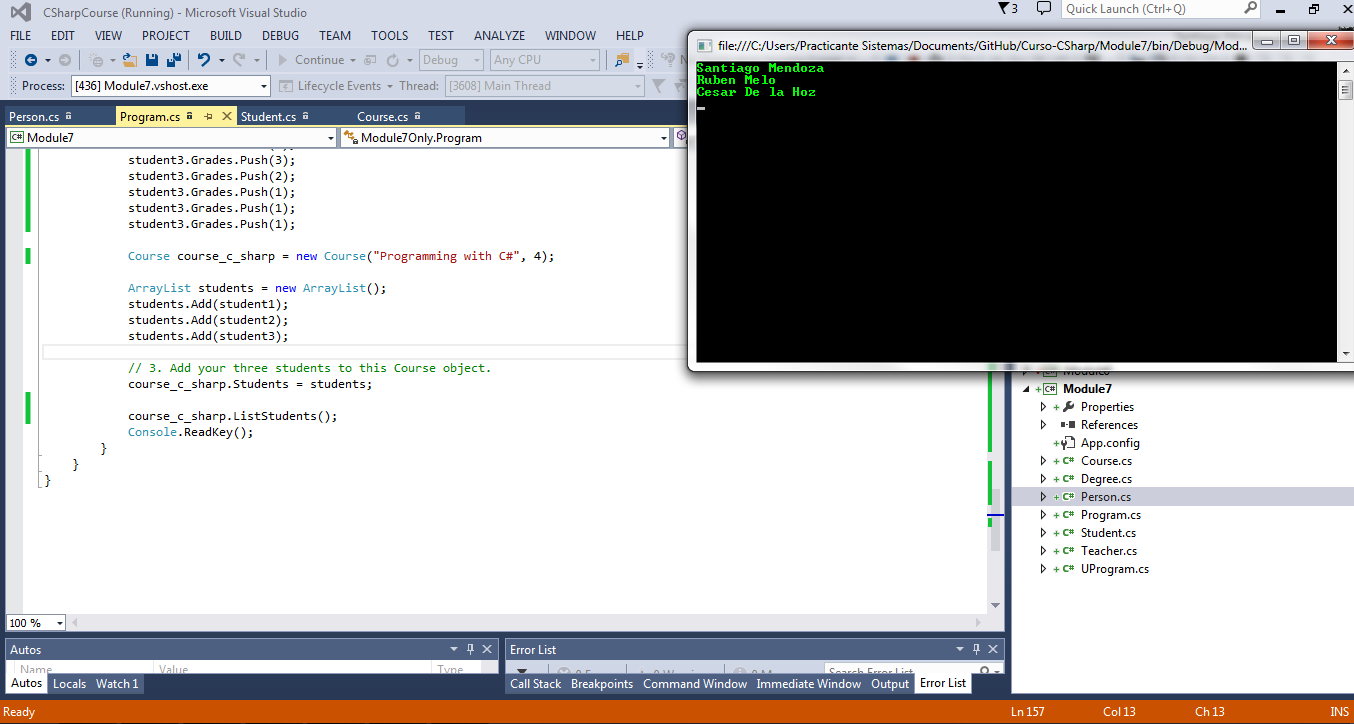 CSharpCourse (Running) - Microsoft Visual Studio
3
Quick Launch (Ctrl+Q)
FILE EDIT VIEW PROJECT BUILD DEBUG TEAM TOOLS TEST ANALYZE WINDOW HELP
Continue Debug Any CPU
Process: [436] Module7.vshost.exe Lifecycle Events Thread: [3608] Main Thread
Person.cs Program.cs Student.cs Course.cs
C# Module7 Module7Only.Program
student3.Grades.Push(3);
student3.Grades.Push(2);
student3.Grades.Push(1);
student3.Grades.Push(1);
student3.Grades.Push(1);
Course course_c_sharp = new Course("Programming with C#", 4);
ArrayList students = new ArrayList();
students.Add(student1);
students.Add(student2);
students.Add(student3);
// 3. Add your three students to this Course object.
course_c_sharp.Students = students;
course_c_sharp.ListStudents();
Console.ReadKey();
}
}
}
100 %
file:///C:/Users/Practicante Sistemas/Documents/GitHub/Curso-CSharp/Module7/bin/Debug/Mod...
Santiago Mendoza
Ruben Melo
Cesar De la Hoz
C# Module7
Properties
References
App.config
C# Course.cs
C# Degree.cs
C# Person.cs
C# Program.cs
C# Student.cs
C# Teacher.cs
C# UProgram.cs
Autos
Name Value Type
Autos Locals Watch 1
Error List
Search Error List
Call Stack Breakpoints Command Window Immediate Window Output Error List
Ready Ln 157 Col 13 Ch 13 INS